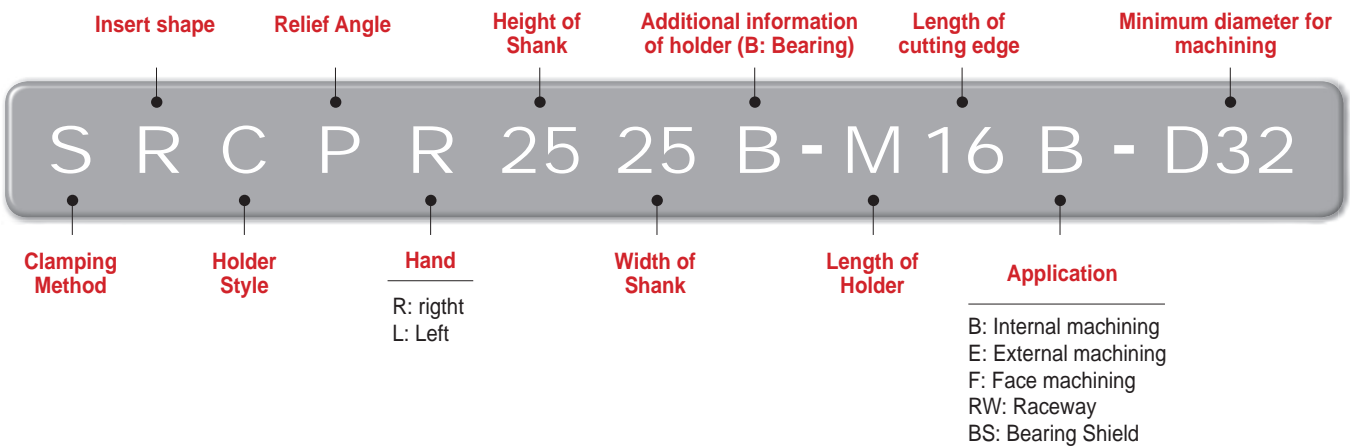 Insert shape
Relief Angle
Height of
Shank
Additional information
of holder (B: Bearing)
Length of
cutting edge
Minimum diameter for
machining
S R C P R 25 25 B - M 16 B - D32
Clamping
Method
Holder
Style
Hand
R: rigtht
L: Left
Width of
Shank
Length of
Holder
Application
B: Internal machining
E: External machining
F: Face machining
RW: Raceway
BS: Bearing Shield